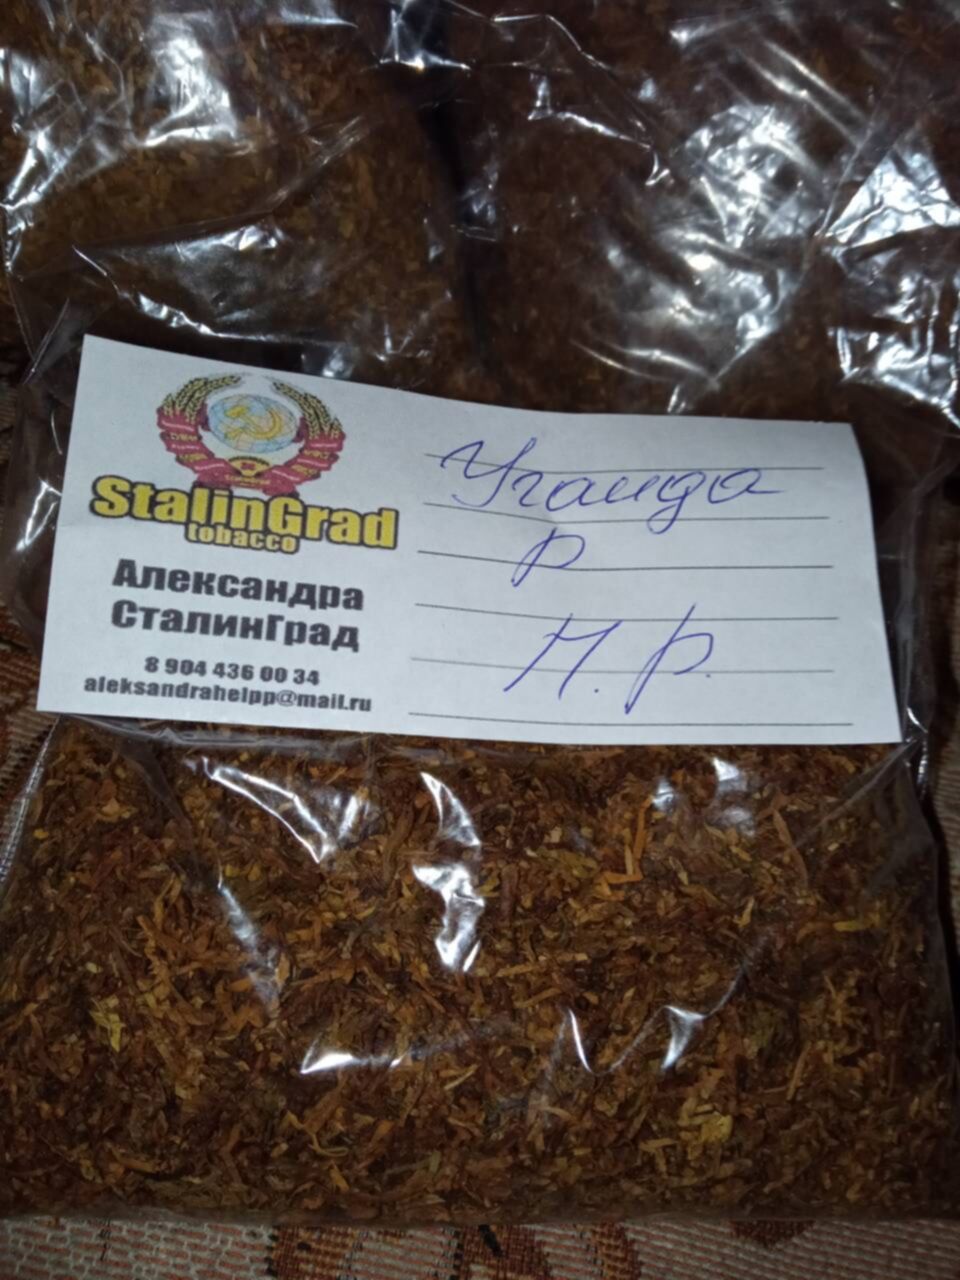 StalinGrad
tobacco
Александра
СталинГрад
8 904 436 00 34
aleksandrahelpp@mail.ru
Уганда
р
М. р.